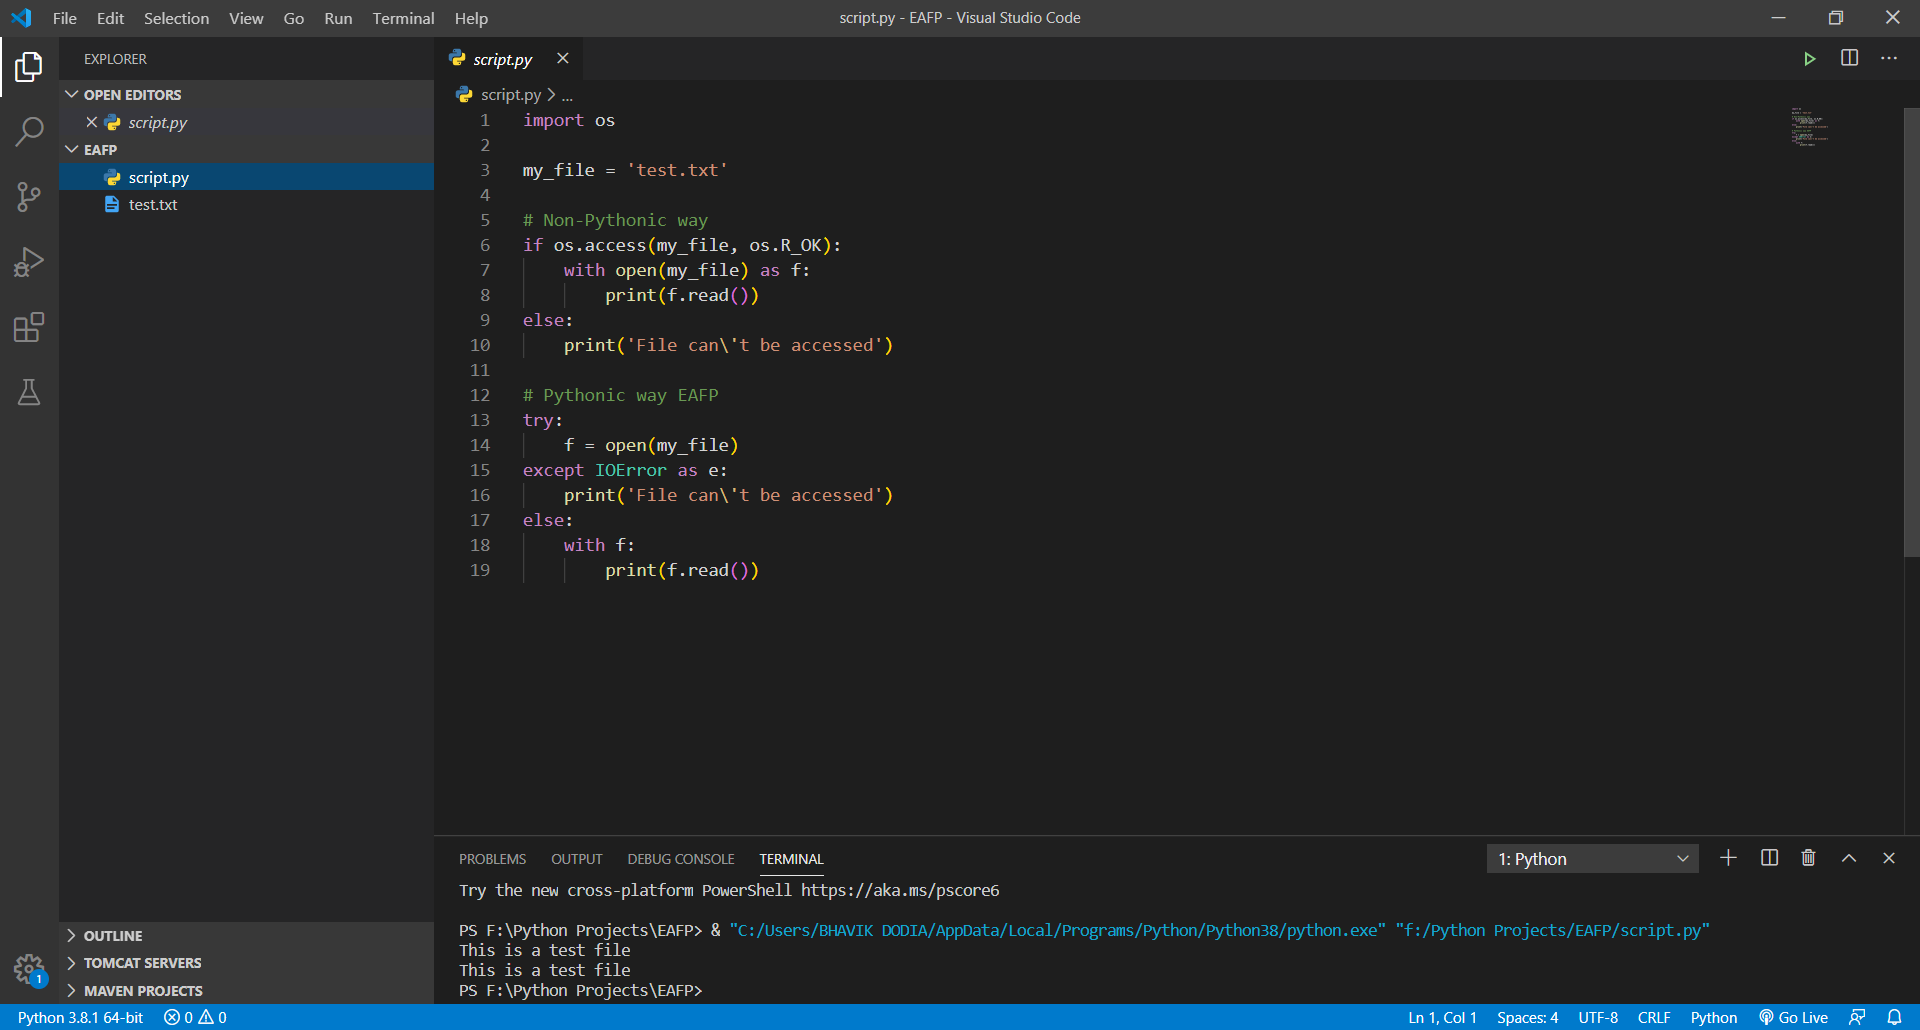 File Edit Selection View Go Run Terminal Help
script.py - EAFP - Visual Studio Code
EXPLORER
OPEN EDITORS
script.py
EAFP
script.py
test.txt
OUTLINE
TOMCAT SERVERS
MAVEN PROJECTS
script.py
script.py > ...
1 import os
2
3 my_file = 'test.txt'
4
5 # Non-Pythonic way
6 if os.access(my_file, os.R_OK):
7 with open(my_file) as f:
8 print(f.read())
9 else:
10 print('File can\'t be accessed')
11
12 # Pythonic way EAFP
13 try:
14 f = open(my_file)
15 except IOError as e:
16 print('File can\'t be accessed')
17 else:
18 with f:
19 print(f.read())
PROBLEMS OUTPUT DEBUG CONSOLE TERMINAL
1: Python
Try the new cross-platform PowerShell https://aka.ms/pscore6
PS F:\Python Projects\EAFP> & "C:/Users/BHAVIK DODIA/AppData/Local/Programs/Python/Python38/python.exe" "f:/Python Projects/EAFP/script.py"
This is a test file
This is a test file
PS F:\Python Projects\EAFP>
1
Python 3.8.1 64-bit 0 0
Ln 1, Col 1 Spaces: 4 UTF-8 CRLF Python Go Live